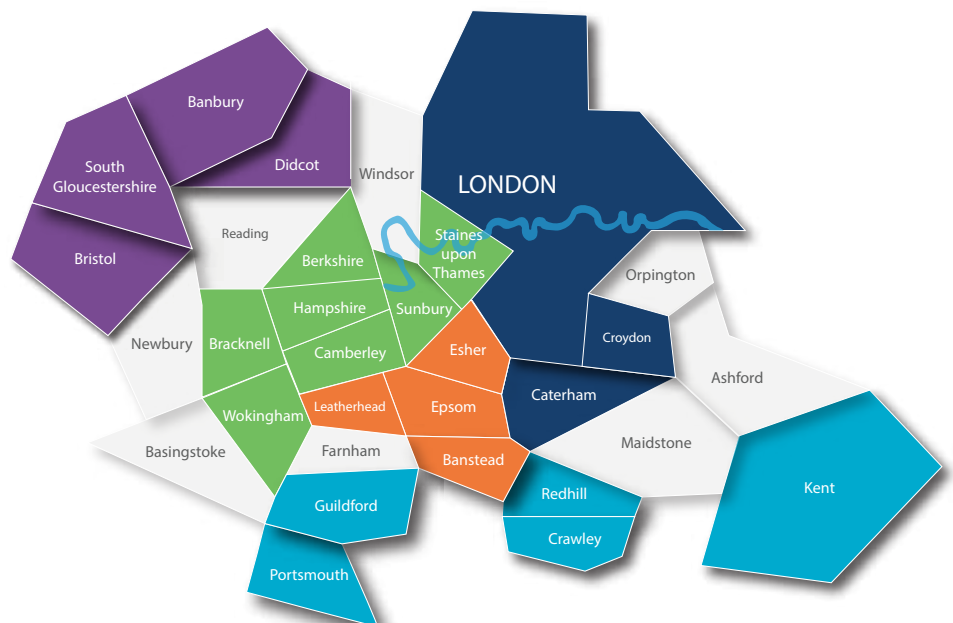 Banbury
South
Gloucestershire
Didcot
Windsor
LONDON
Bristol
Reading
Berkshire
Staines
upon
Thames
Orpington
Hampshire
Sunbury
Newbury
Bracknell
Camberley
Esher
Croydon
Ashford
Wokingham
Leatherhead
Epsom
Caterham
Basingstoke
Farnham
Banstead
Maidstone
Guildford
Redhill
Kent
Crawley
Portsmouth